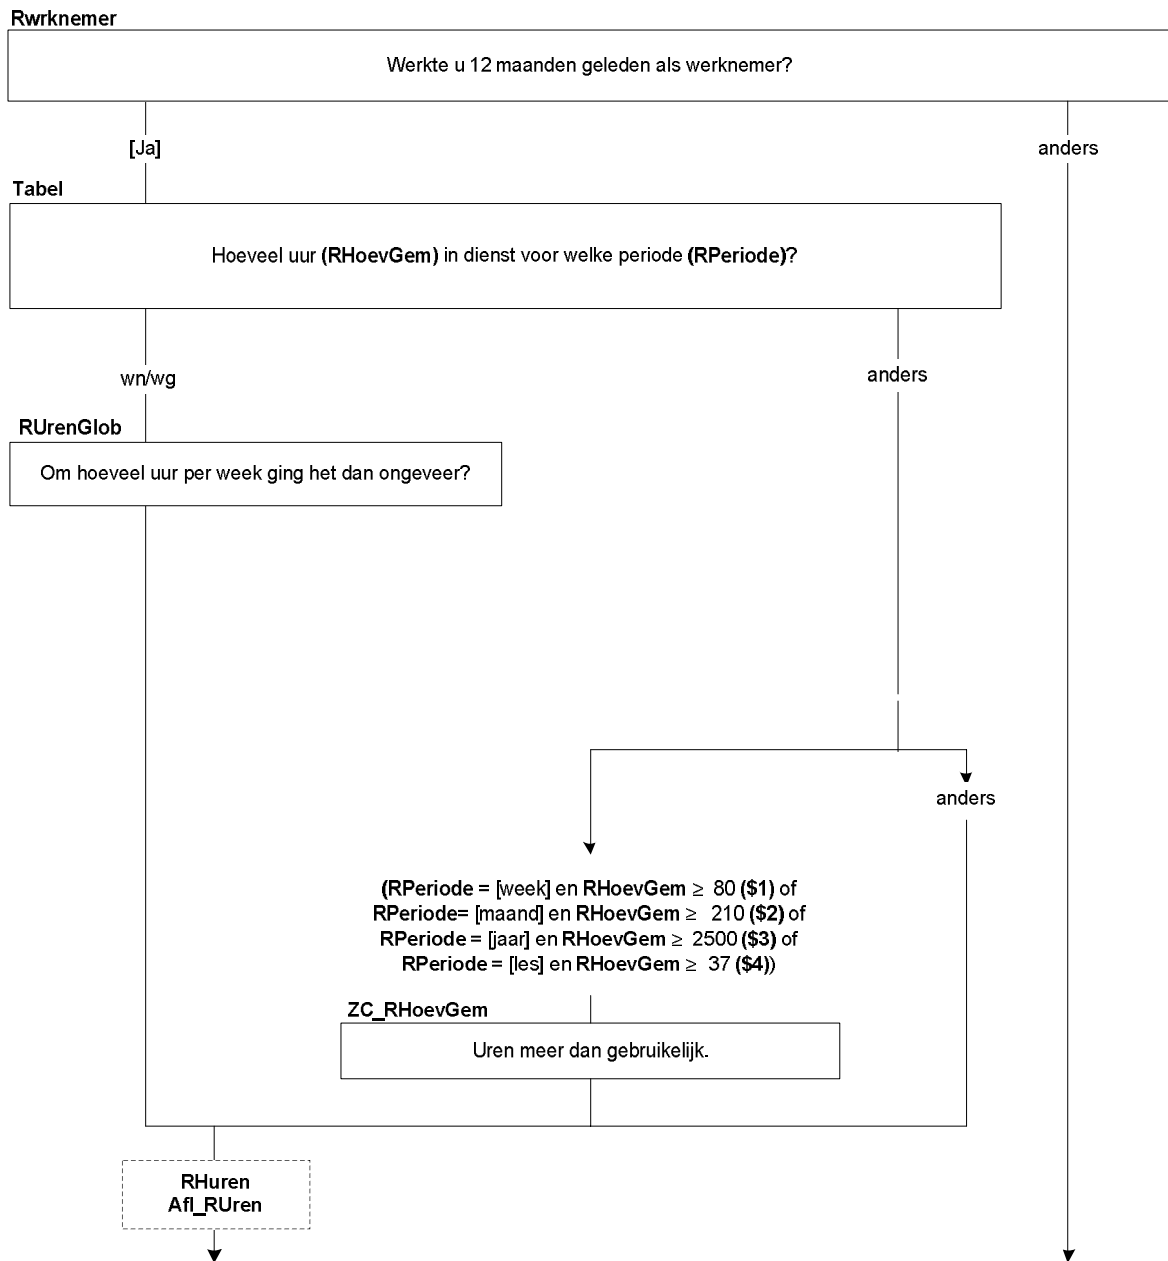 Rwrknemer
Werkte u 12 maanden geleden als werknemer?
[Ja]
anders
Tabel
Hoeveel uur (RHoevGem) in dienst voor welke periode (RPeriode)?
wn/wg
anders
RUrenGlob
Om hoeveel uur per week ging het dan ongeveer?
anders
(RPeriode = [week] en RHoevGem ≥ 80 ($1) of
RPeriode= [maand] en RHoevGem ≥ 210 ($2) of
RPeriode = [jaar] en RHoevGem ≥ 2500 ($3) of
RPeriode = [les] en RHoevGem ≥ 37 ($4))
ZC_RHoevGem
Uren meer dan gebruikelijk.
RHuren
Afl_RUren